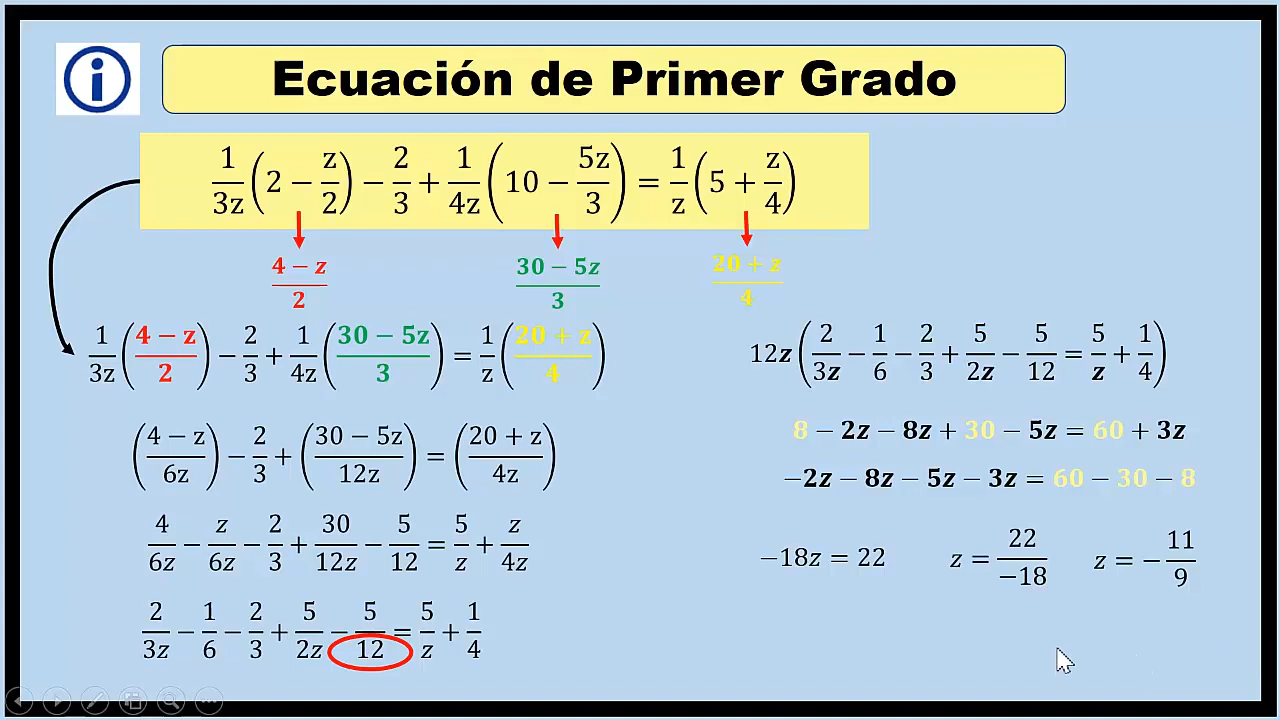 Ecuación de Primer Grado
1/3z (2 − z/2) − 2/3 + 1/4z (10 − 5z/3) = 1/z (5 + z/4)
4 − z/2 30 − 5z/3 20 + z/4
1/3z (4 − z/2) − 2/3 + 1/4z (30 − 5z/3) = 1/z (20 + z/4)
(4 − z/6z) − 2/3 + (30 − 5z/12z) = (20 + z/4z)
4/6z − z/6z − 2/3 + 30/12z − 5/12 = 5/z + z/4z
2/3z − 1/6 − 2/3 + 5/2z − 5/12 = 5/z + 1/4
12z (2/3z − 1/6 − 2/3 + 5/2z − 5/12 = 5/z + 1/4)
8 − 2z − 8z + 30 − 5z = 60 + 3z
−2z − 8z − 5z − 3z = 60 − 30 − 8
−18z = 22 z = 22/−18 z = − 11/9